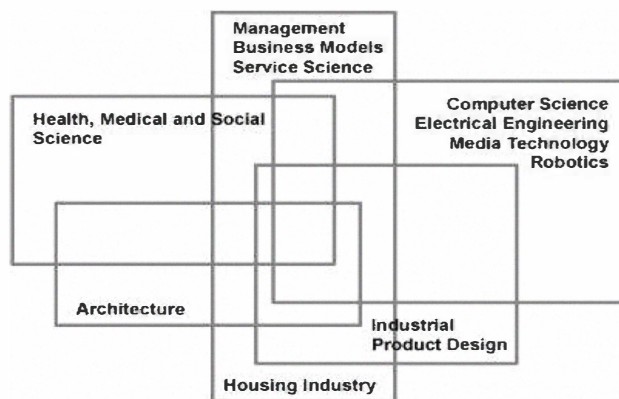 Management
Business Models
Service Science
Health, Medical and Social
Science
Computer Science
Electrical Engineering
Media Technology
Robotics
Architecture
Industrial
Product Design
Housing Industry